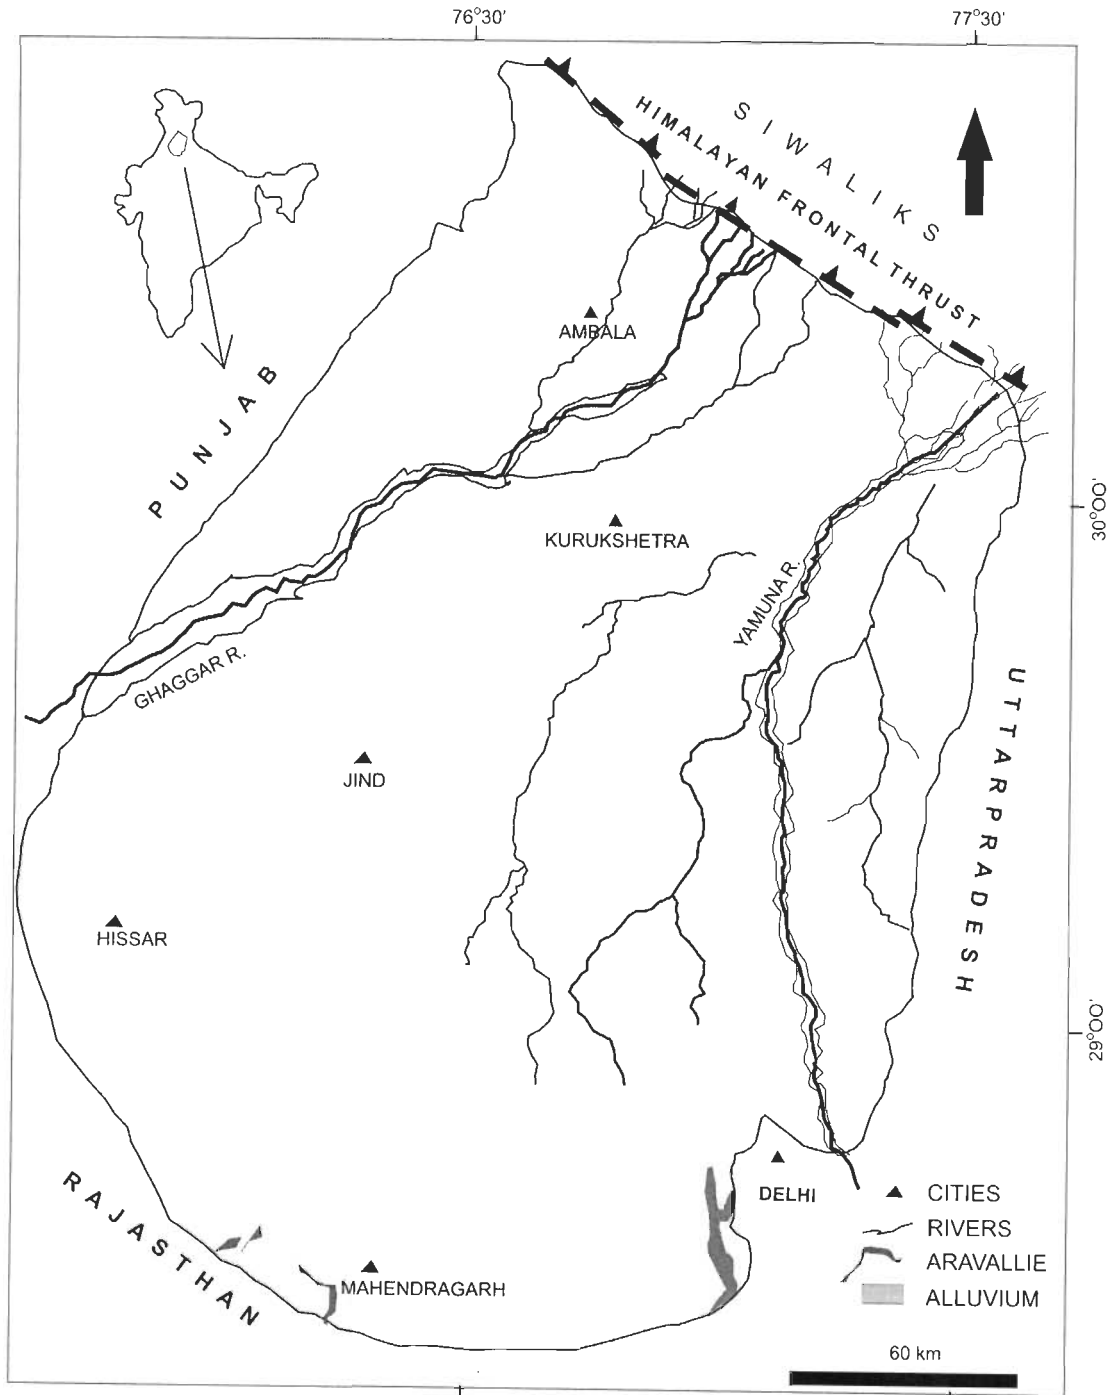 76°30'
77°30'
SIWALIKS
HIMALAYAN FRONTAL THRUST
PUNJAB
AMBALA
30°00'
KURUKSHETRA
YAMUNA R.
GHAGGAR R.
UTTARPRADESH
JIND
HISSAR
29°00'
RAJASTHAN
DELHI
MAHENDRAGARH
CITIES
RIVERS
ARAVALLIE
ALLUVIUM
60 km